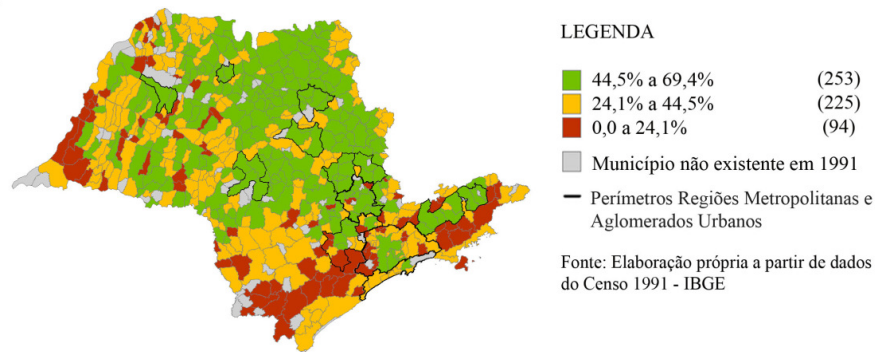 LEGENDA
44,5% a 69,4% (253)
24,1% a 44,5% (225)
0,0 a 24,1% (94)
Município não existente em 1991
Perímetros Regiões Metropolitanas e
Aglomerados Urbanos
Fonte: Elaboração própria a partir de dados
do Censo 1991 - IBGE